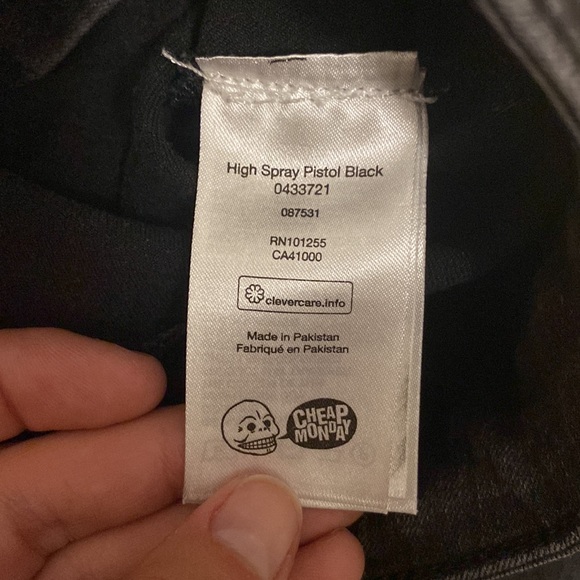 High Spray Pistol Black
0433721
087531
RN101255
CA41000
clevercare.info
Made in Pakistan
Fabriqué en Pakistan
CHEAP
MONDAY